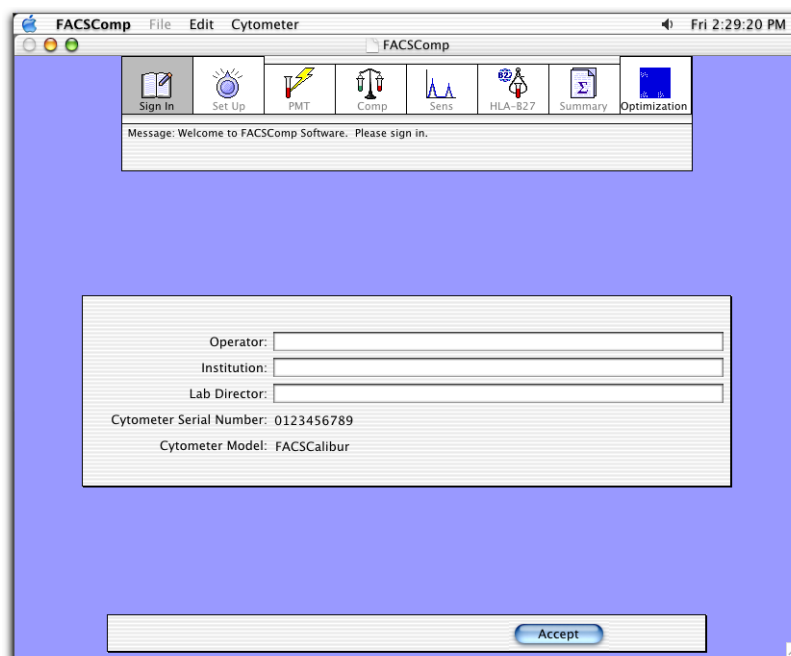 FACSComp File Edit Cytometer Fri 2:29:20 PM
FACSComp
Sign In Set Up PMT Comp Sens HLA-B27 Summary Optimization
Message: Welcome to FACSComp Software. Please sign in.
Operator:
Institution:
Lab Director:
Cytometer Serial Number: 0123456789
Cytometer Model: FACSCalibur
Accept